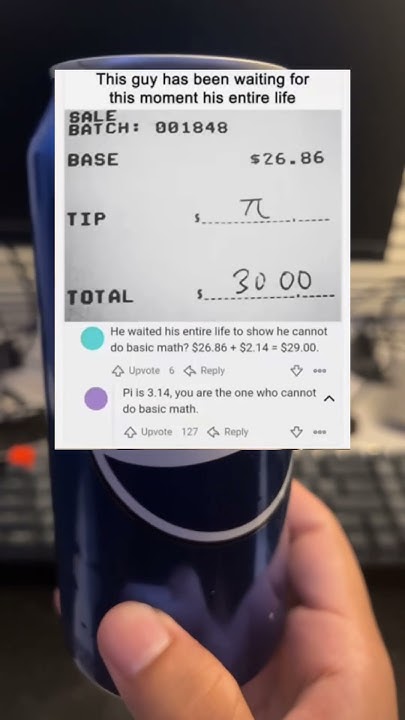 This guy has been waiting for
this moment his entire life
SALE
BATCH: 001848
BASE $26.86
TIP $ π
TOTAL $ 30 00
He waited his entire life to show he cannot
do basic math? $26.86 + $2.14 = $29.00.
Upvote 6 Reply
Pi is 3.14, you are the one who cannot
do basic math.
Upvote 127 Reply